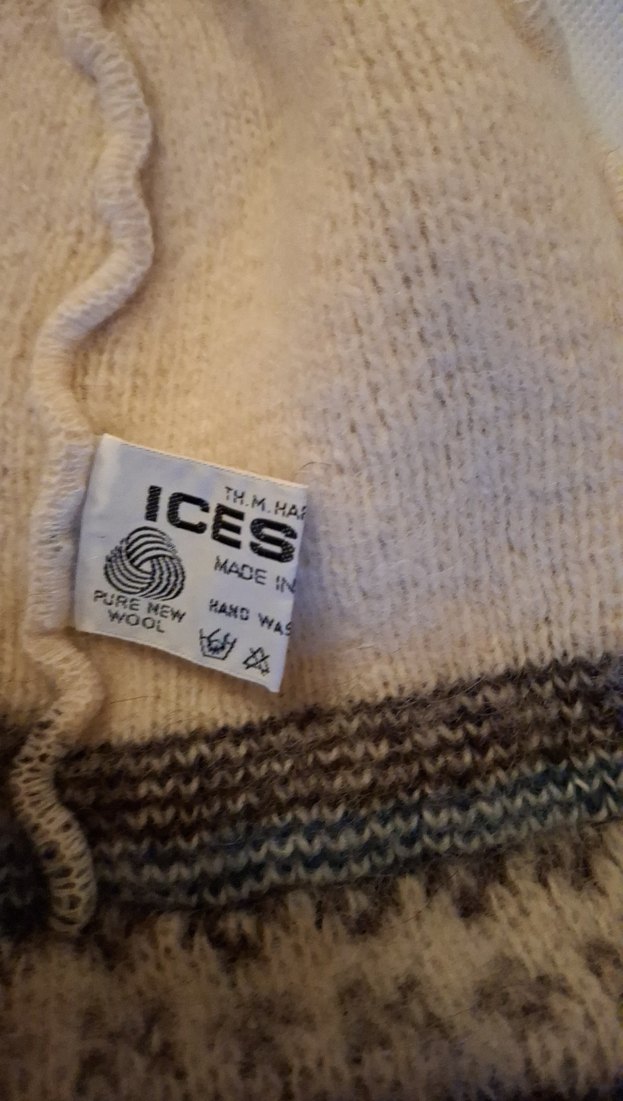 TH.M.HAR
ICES
MADE IN
PURE NEW
WOOL
HAND WAS